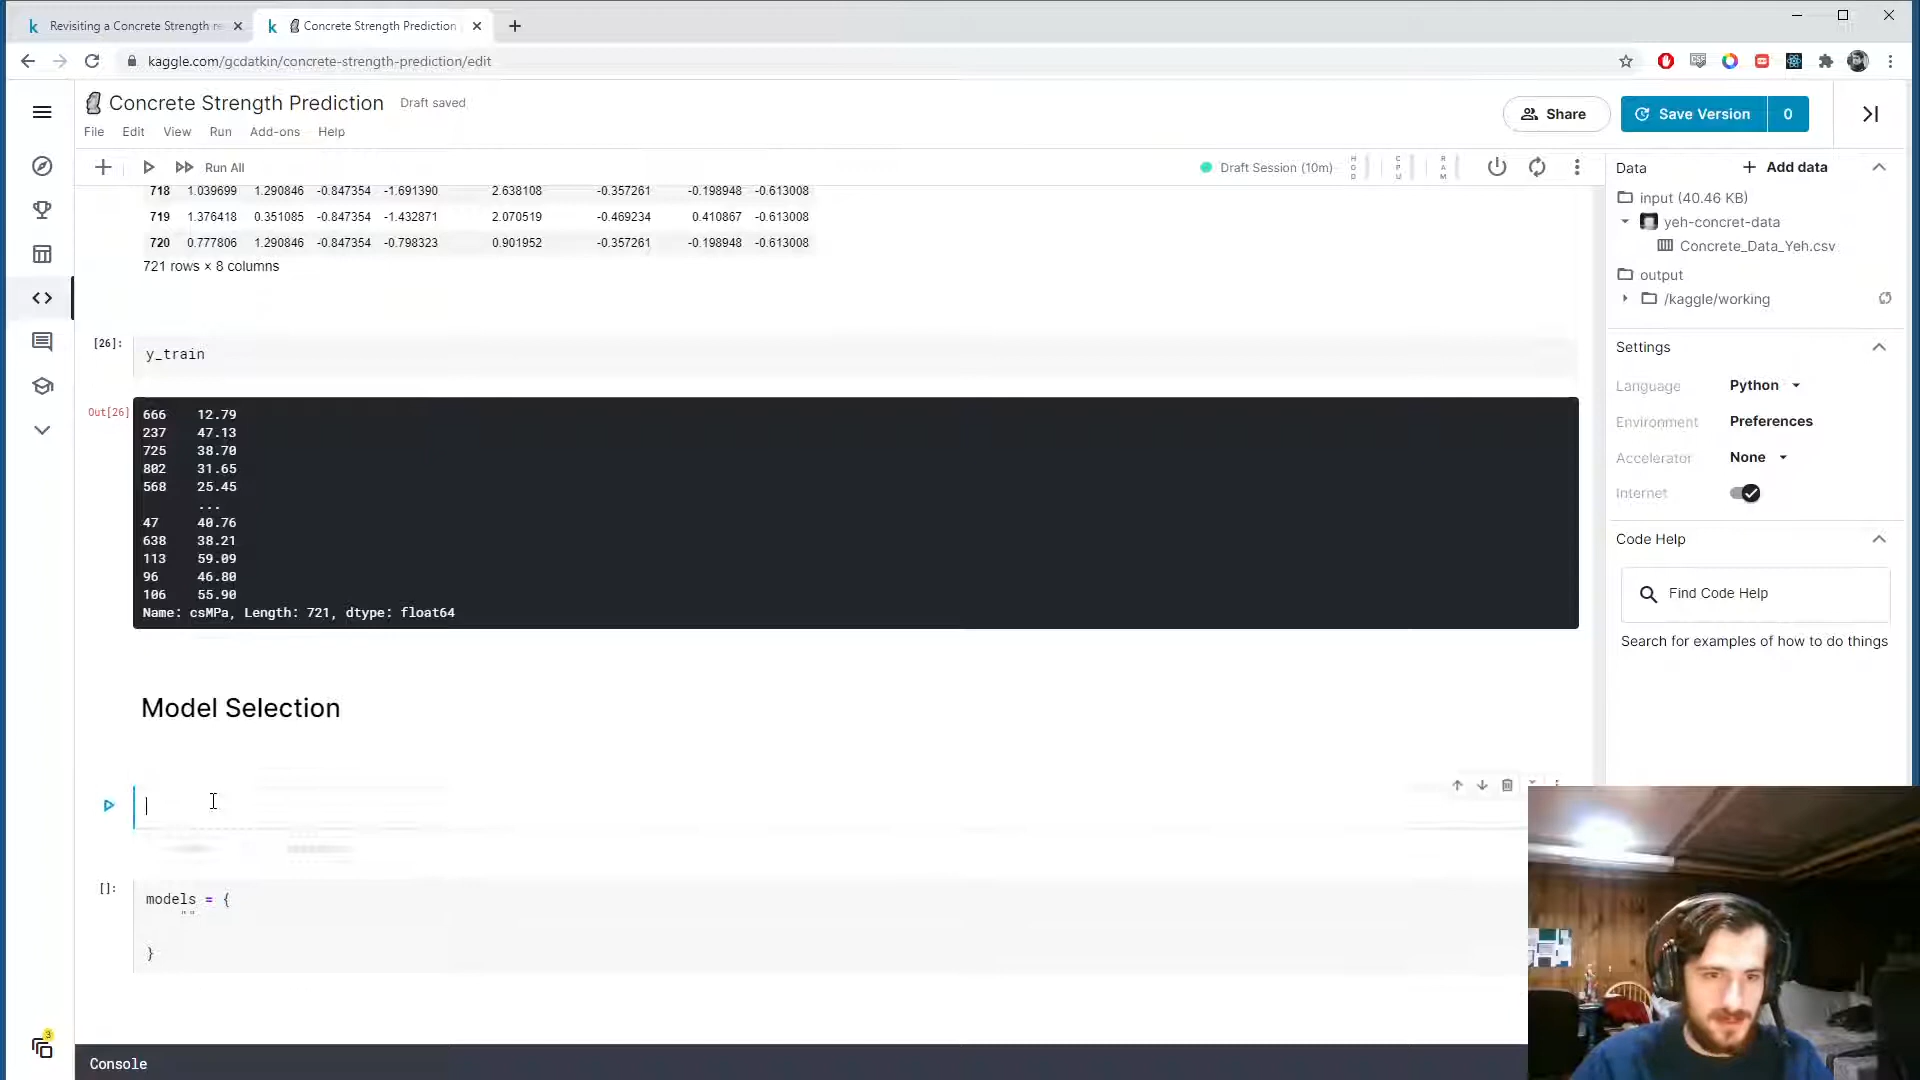 Revisiting a Concrete Strength re
Concrete Strength Prediction
kaggle.com/gcdatkin/concrete-strength-prediction/edit
Concrete Strength Prediction
Draft saved
File Edit View Run Add-ons Help
Share
Save Version 0
Run All
Draft Session (10m)
HDD
CPU
RAM
718 1.039699 1.290846 -0.847354 -1.691390 2.638108 -0.357261 -0.198948 -0.613008
719 1.376418 0.351085 -0.847354 -1.432871 2.070519 -0.469234 0.410867 -0.613008
720 0.777806 1.290846 -0.847354 -0.798323 0.901952 -0.357261 -0.198948 -0.613008
721 rows × 8 columns
[26]:
y_train
Out[26]
666 12.79
237 47.13
725 38.70
802 31.65
568 25.45
...
47 40.76
638 38.21
113 59.09
96 46.80
106 55.90
Name: csMPa, Length: 721, dtype: float64
Model Selection
[]:
models = {
""
}
Console
3
Data
Add data
input (40.46 KB)
yeh-concret-data
Concrete_Data_Yeh.csv
output
/kaggle/working
Settings
Language Python
Environment Preferences
Accelerator None
Internet
Code Help
Find Code Help
Search for examples of how to do things